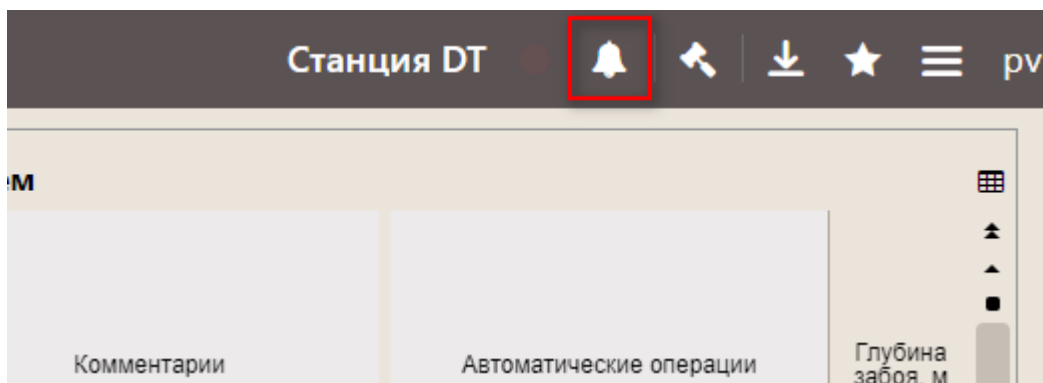 Станция DT
pv
ем
Комментарии
Автоматические операции
Глубина
забоя, м